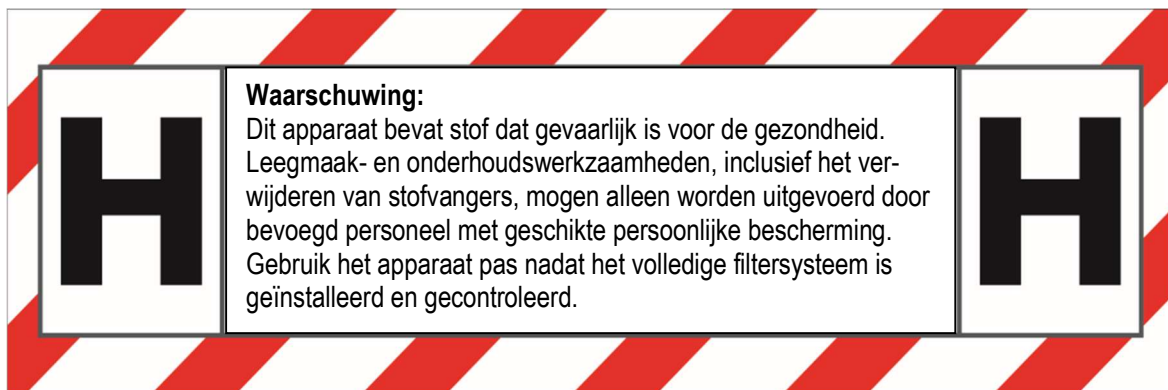 H
Waarschuwing:
Dit apparaat bevat stof dat gevaarlijk is voor de gezondheid.
Leegmaak- en onderhoudswerkzaamheden, inclusief het ver-
wijderen van stofvangers, mogen alleen worden uitgevoerd door
bevoegd personeel met geschikte persoonlijke bescherming.
Gebruik het apparaat pas nadat het volledige filtersysteem is
geïnstalleerd en gecontroleerd.
H